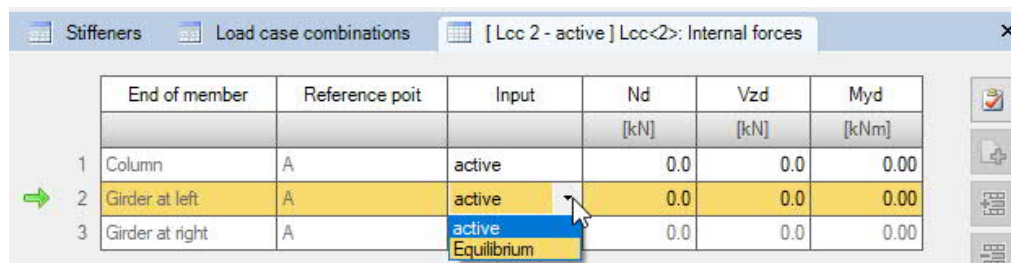 Stiffeners Load case combinations [ Lcc 2 - active ] Lcc<2>: Internal forces
End of member Reference poit Input Nd Vzd Myd
[kN] [kN] [kNm]
1 Column A active 0.0 0.0 0.00
2 Girder at left A active 0.0 0.0 0.00
3 Girder at right A active 0.0 0.0 0.00
Equilibrium